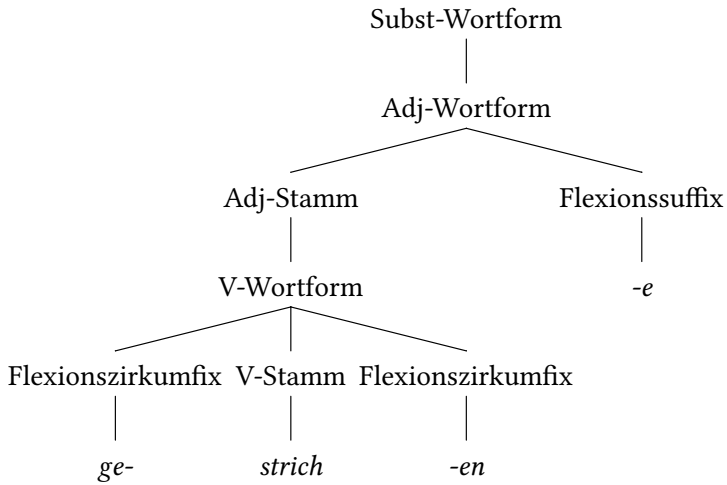 Subst-Wortform
Adj-Wortform
Adj-Stamm Flexionssuffix
V-Wortform -e
Flexionszirkumfix V-Stamm Flexionszirkumfix
ge- strich -en